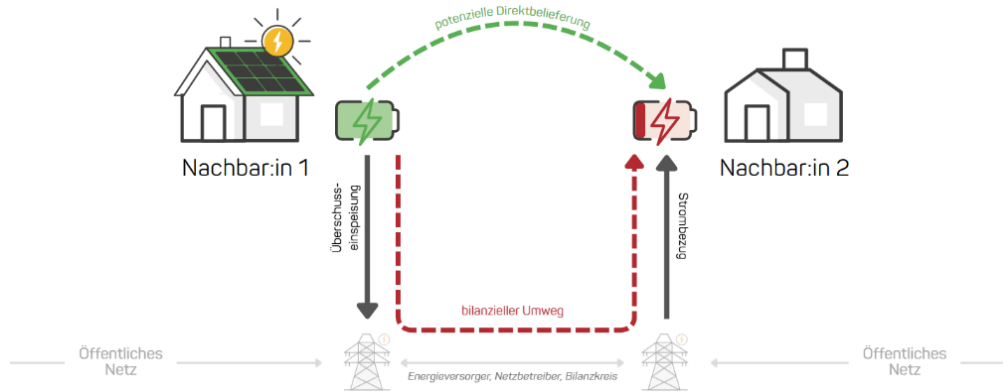 potenzielle Direktbelieferung
Nachbar:in 1
Nachbar:in 2
Überschuss-
einspeisung
Strombezug
bilanzieller Umweg
Öffentliches
Netz
Energieversorger, Netzbetreiber, Bilanzkreis
Öffentliches
Netz